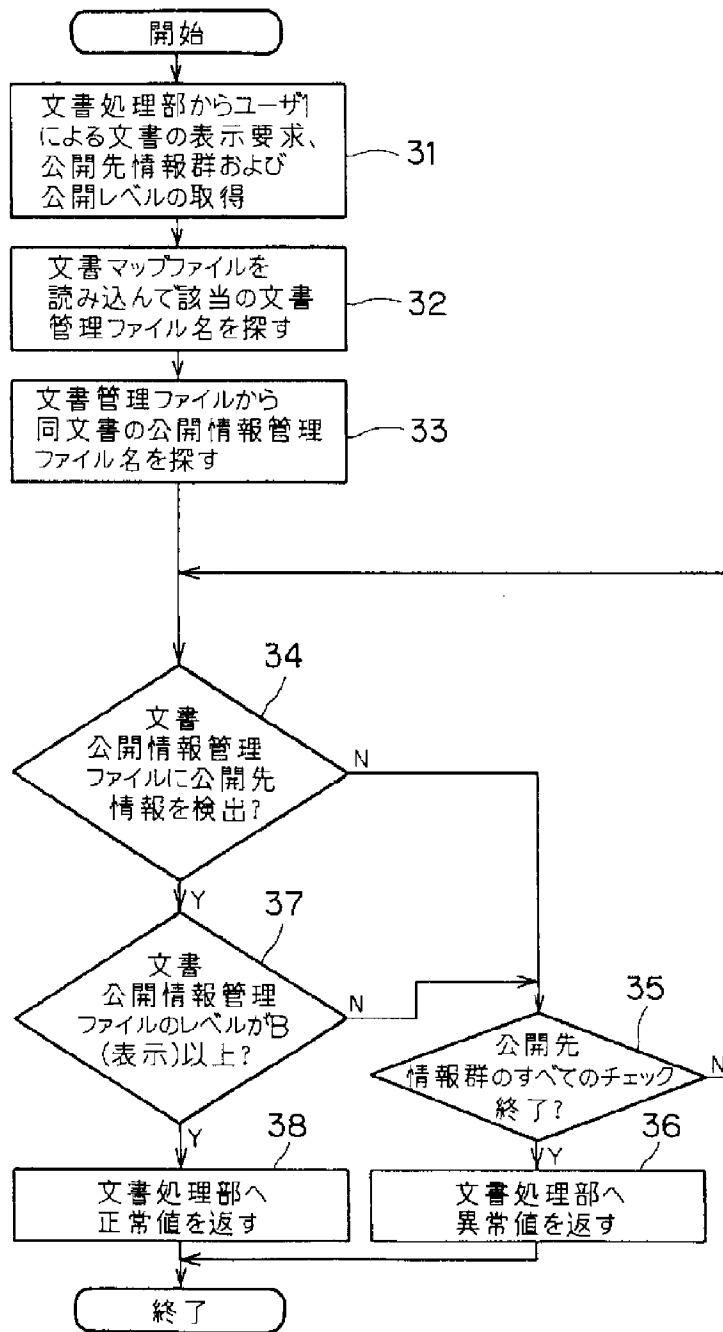 開始
文書処理部からユーザ1
による文書の表示要求、
公開先情報群および
公開レベルの取得
31
文書マップファイルを
読み込んで該当の文書
管理ファイル名を探す
32
文書管理ファイルから
同文書の公開情報管理
ファイル名を探す
33
34
文書
公開情報管理
ファイルに公開先
情報を検出?
N
Y
37
文書
公開情報管理
ファイルのレベルがB
(表示)以上?
N
Y
35
公開先
情報群のすべてのチェック
終了?
N
Y
38
文書処理部へ
正常値を返す
36
文書処理部へ
異常値を返す
終了